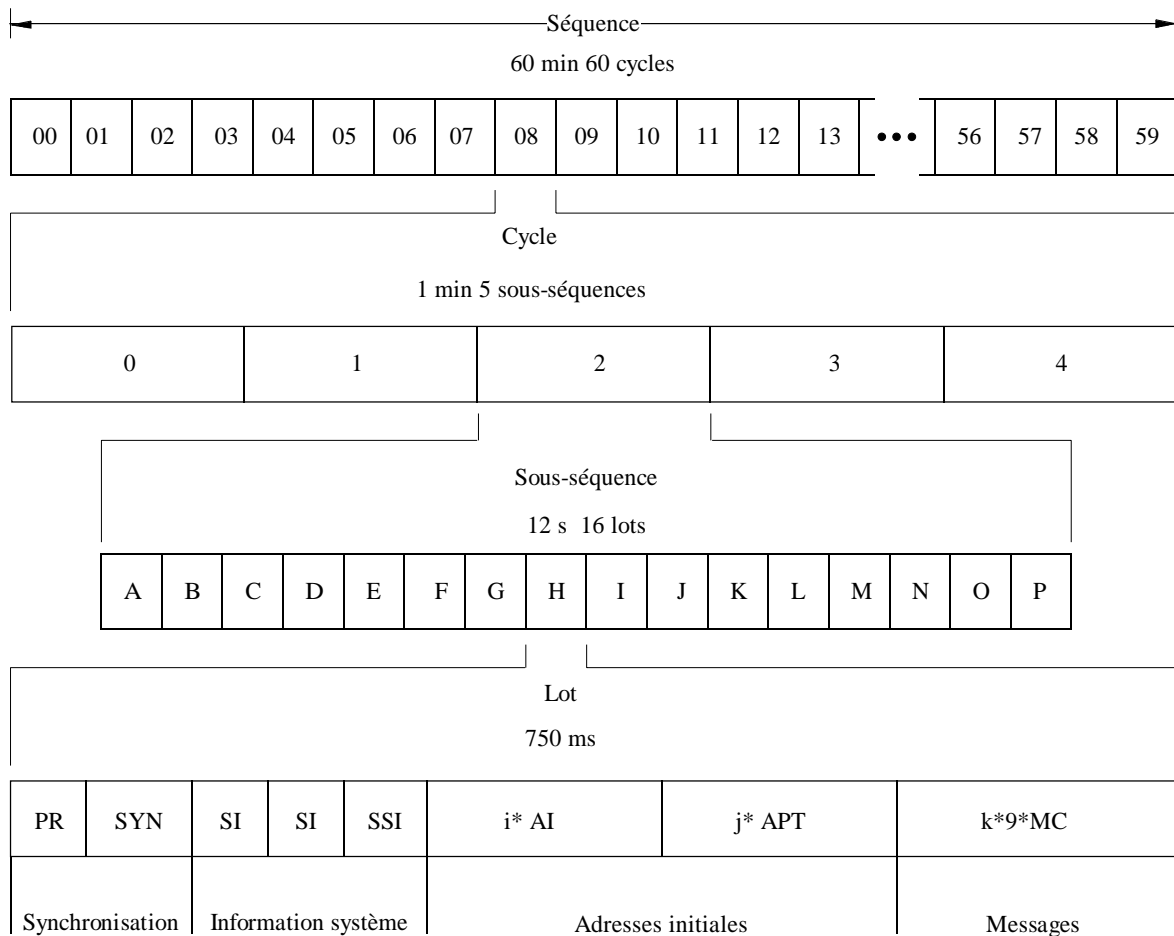 Séquence
60 min 60 cycles
00 01 02 03 04 05 06 07 08 09 10 11 12 13 ••• 56 57 58 59
Cycle
1 min 5 sous-séquences
0 1 2 3 4
Sous-séquence
12 s 16 lots
A B C D E F G H I J K L M N O P
Lot
750 ms
PR SYN SI SI SSI i* AI j* APT k*9*MC
Synchronisation Information système Adresses initiales Messages